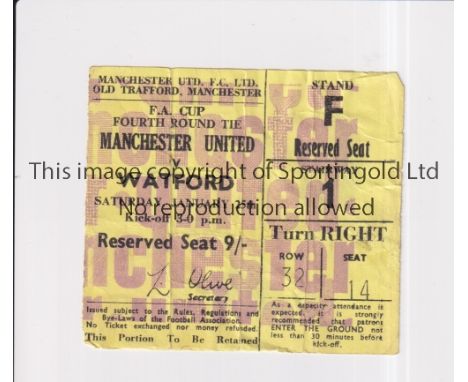 MANCHESTER UTD. F.C. LTD.
OLD TRAFFORD, MANCHESTER
F.A. CUP
FOURTH ROUND TIE
MANCHESTER UNITED
v
WATFORD
SATURDAY, JANUARY
Kick-off 3-0 p.m.
Reserved Seat 9/-
L. Olive
Secretary
Issued subject to the Rules, Regulations and
Bye-Laws of the Football Association.
No Ticket exchanged nor money refunded.
This Portion To Be Retained
STAND
F
Reserved Seat
1
Turn RIGHT
ROW SEAT
32 14
As a capacity attendance is
expected, it is strongly
recommended that patrons
ENTER THE GROUND not
less than 30 minutes before
kick-off.
This image copyright of Sportingold Ltd
No reproduction allowed